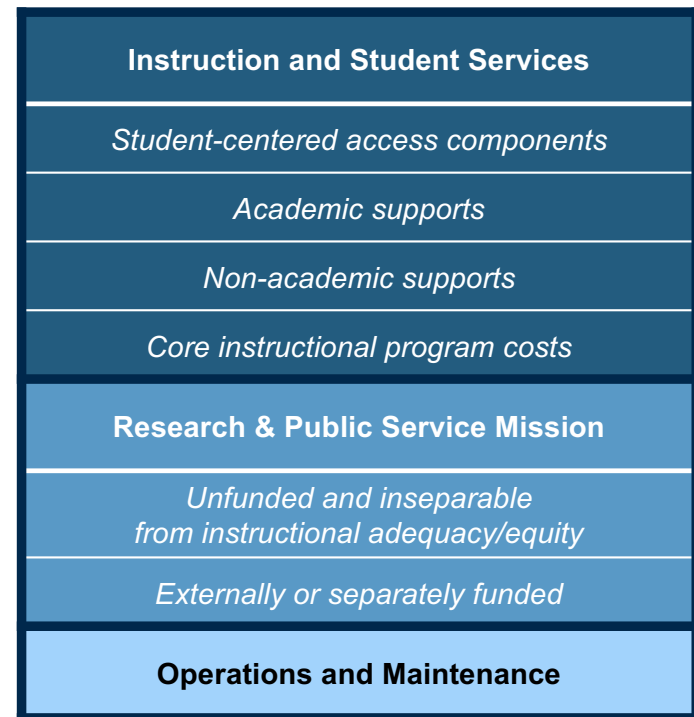 Instruction and Student Services
Student-centered access components
Academic supports
Non-academic supports
Core instructional program costs
Research & Public Service Mission
Unfunded and inseparable
from instructional adequacy/equity
Externally or separately funded
Operations and Maintenance